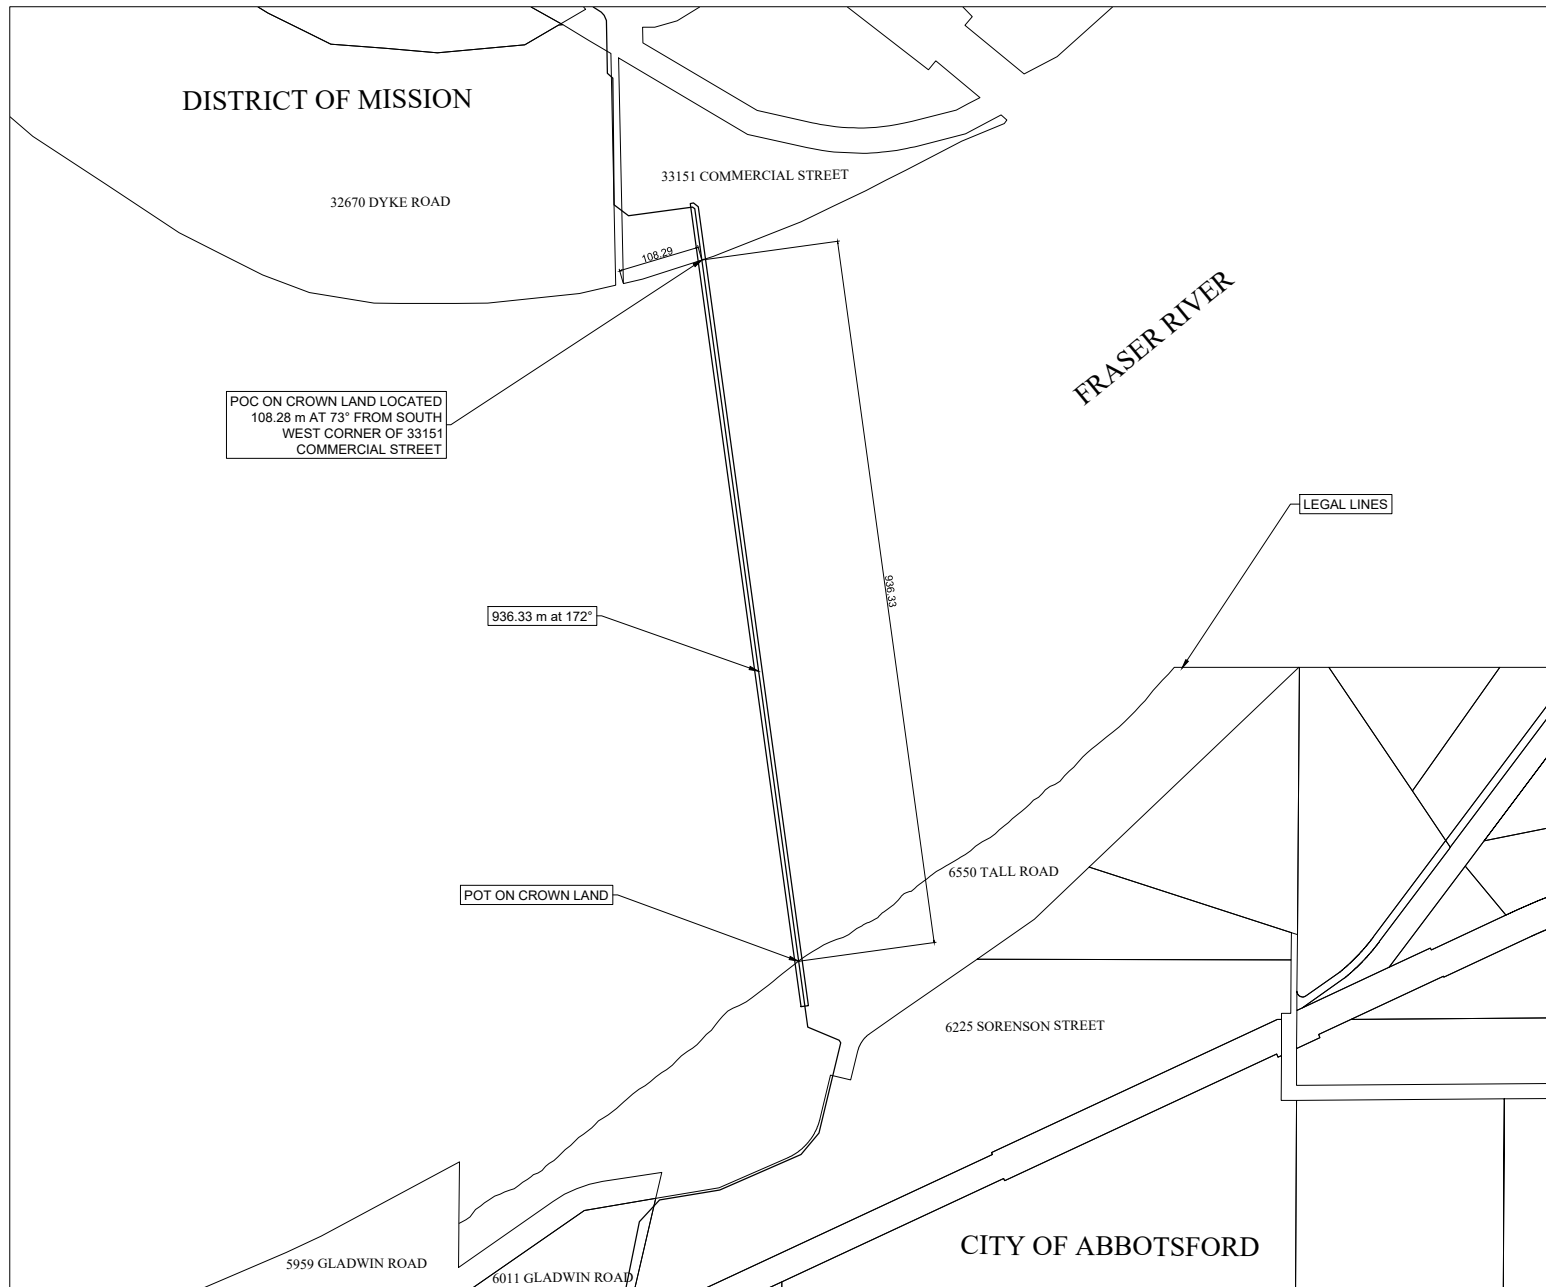 DISTRICT OF MISSION
33151 COMMERCIAL STREET
32670 DYKE ROAD
108.29
FRASER RIVER
POC ON CROWN LAND LOCATED
108.28 m AT 73° FROM SOUTH
WEST CORNER OF 33151
COMMERCIAL STREET
LEGAL LINES
936.33
936.33 m at 172°
6550 TALL ROAD
POT ON CROWN LAND
6225 SORENSON STREET
CITY OF ABBOTSFORD
5959 GLADWIN ROAD
6011 GLADWIN ROAD